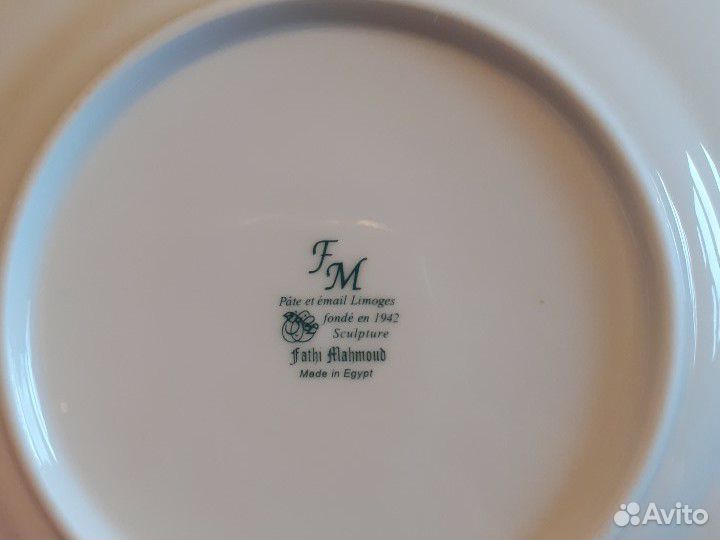 FM
Pâte et émail Limoges
fondé en 1942
Sculpture
Fathi Mahmoud
Made in Egypt
Avito